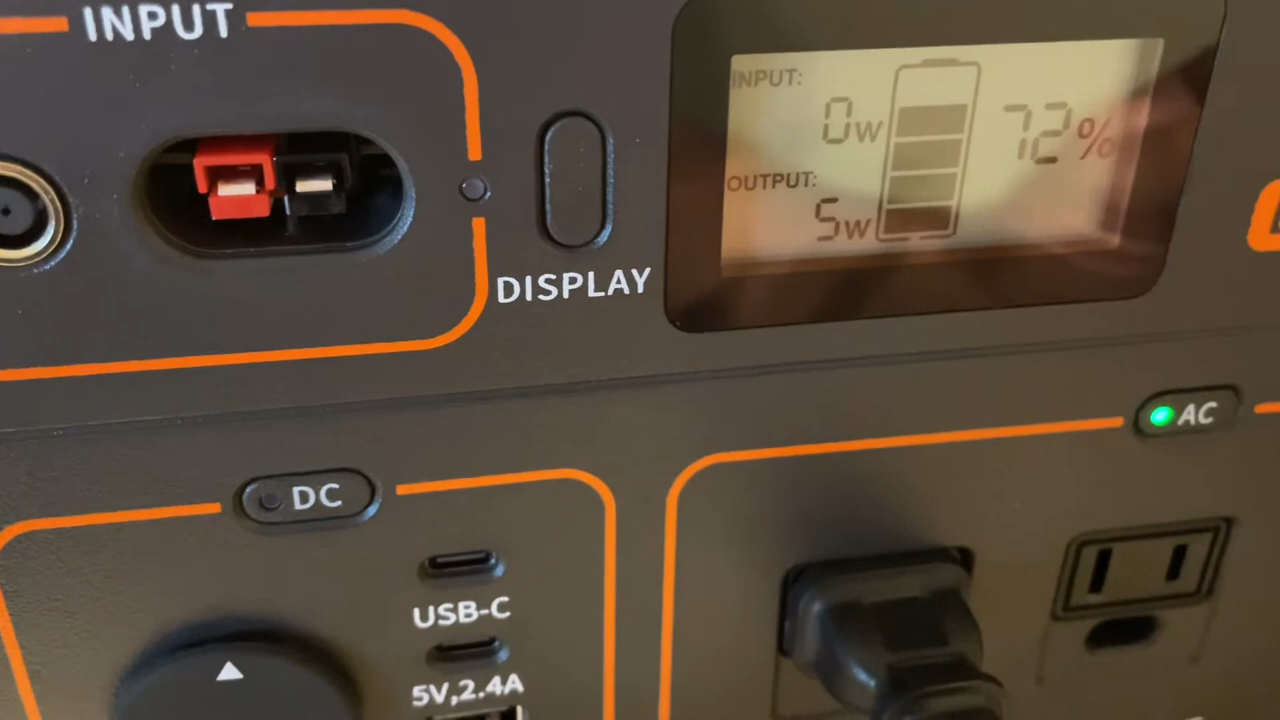 INPUT
INPUT:
0w
72%
OUTPUT:
5w
DISPLAY
AC
DC
USB-C
5V,2.4A